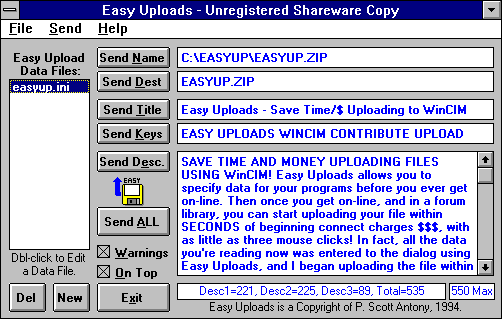 Easy Uploads - Unregistered Shareware Copy
File Send Help
Easy Upload
Data Files:
easyup.ini
Dbl-click to Edit
a Data File.
Del New
Send Name C:\EASYUP\EASYUP.ZIP
Send Dest EASYUP.ZIP
Send Title Easy Uploads - Save Time/$ Uploading to WinCIM
Send Keys EASY UPLOADS WINCIM CONTRIBUTE UPLOAD
Send Desc.
EASY
Send ALL
Warnings
On Top
Exit
SAVE TIME AND MONEY UPLOADING FILES
USING WinCIM! Easy Uploads allows you to
specify data for your programs before you ever get
on-line. Then once you get on-line, and in a forum
library, you can start uploading your file within
SECONDS of beginning connect charges $$$, with
as little as three mouse clicks! In fact, all the data
you're reading now was entered to the dialog using
Easy Uploads, and I began uploading the file within
Desc1=221, Desc2=225, Desc3=89, Total=535 550 Max
Easy Uploads is a Copyright of P. Scott Antony, 1994.